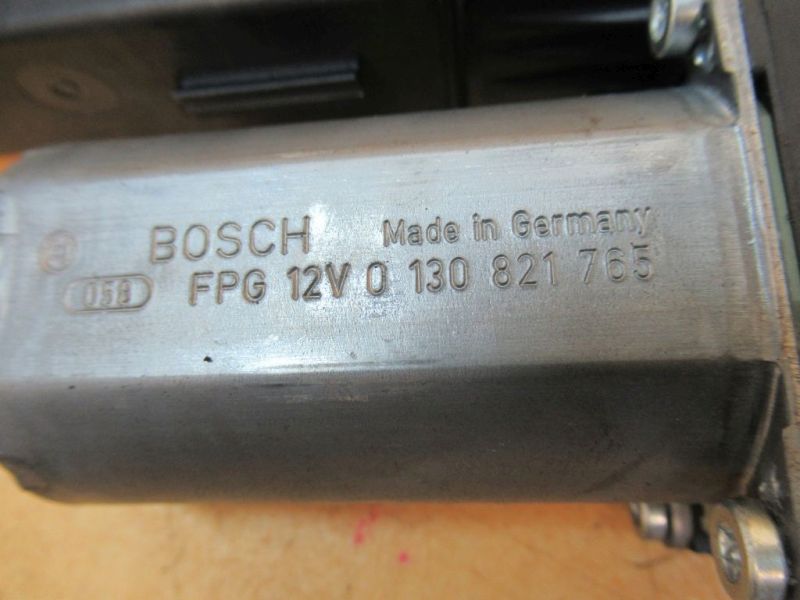 BOSCH Made in Germany
058 FPG 12V 0 130 821 765